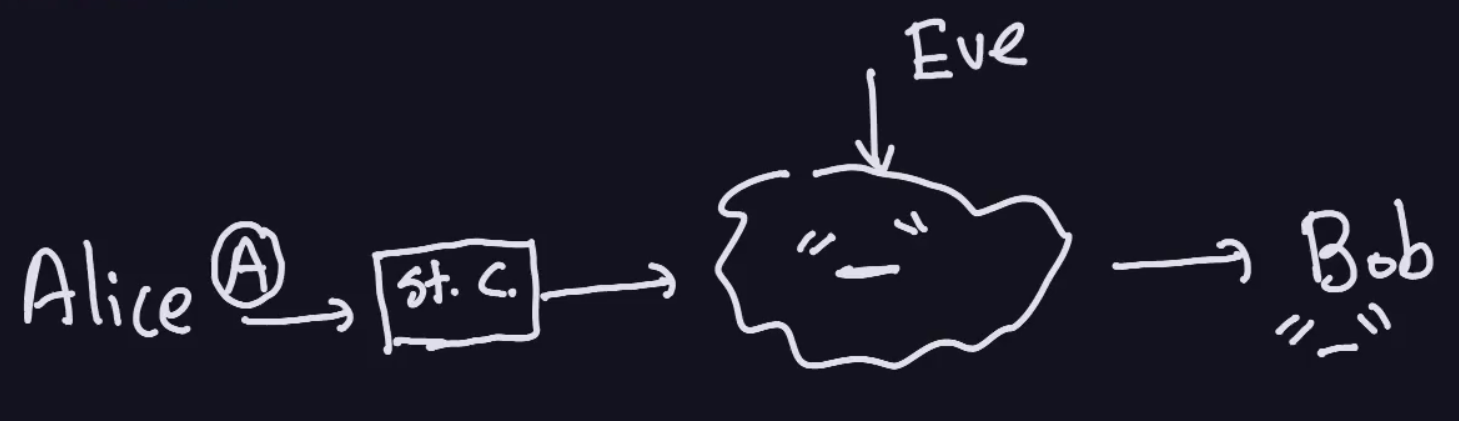 Eve
Alice A
St. C.
Bob